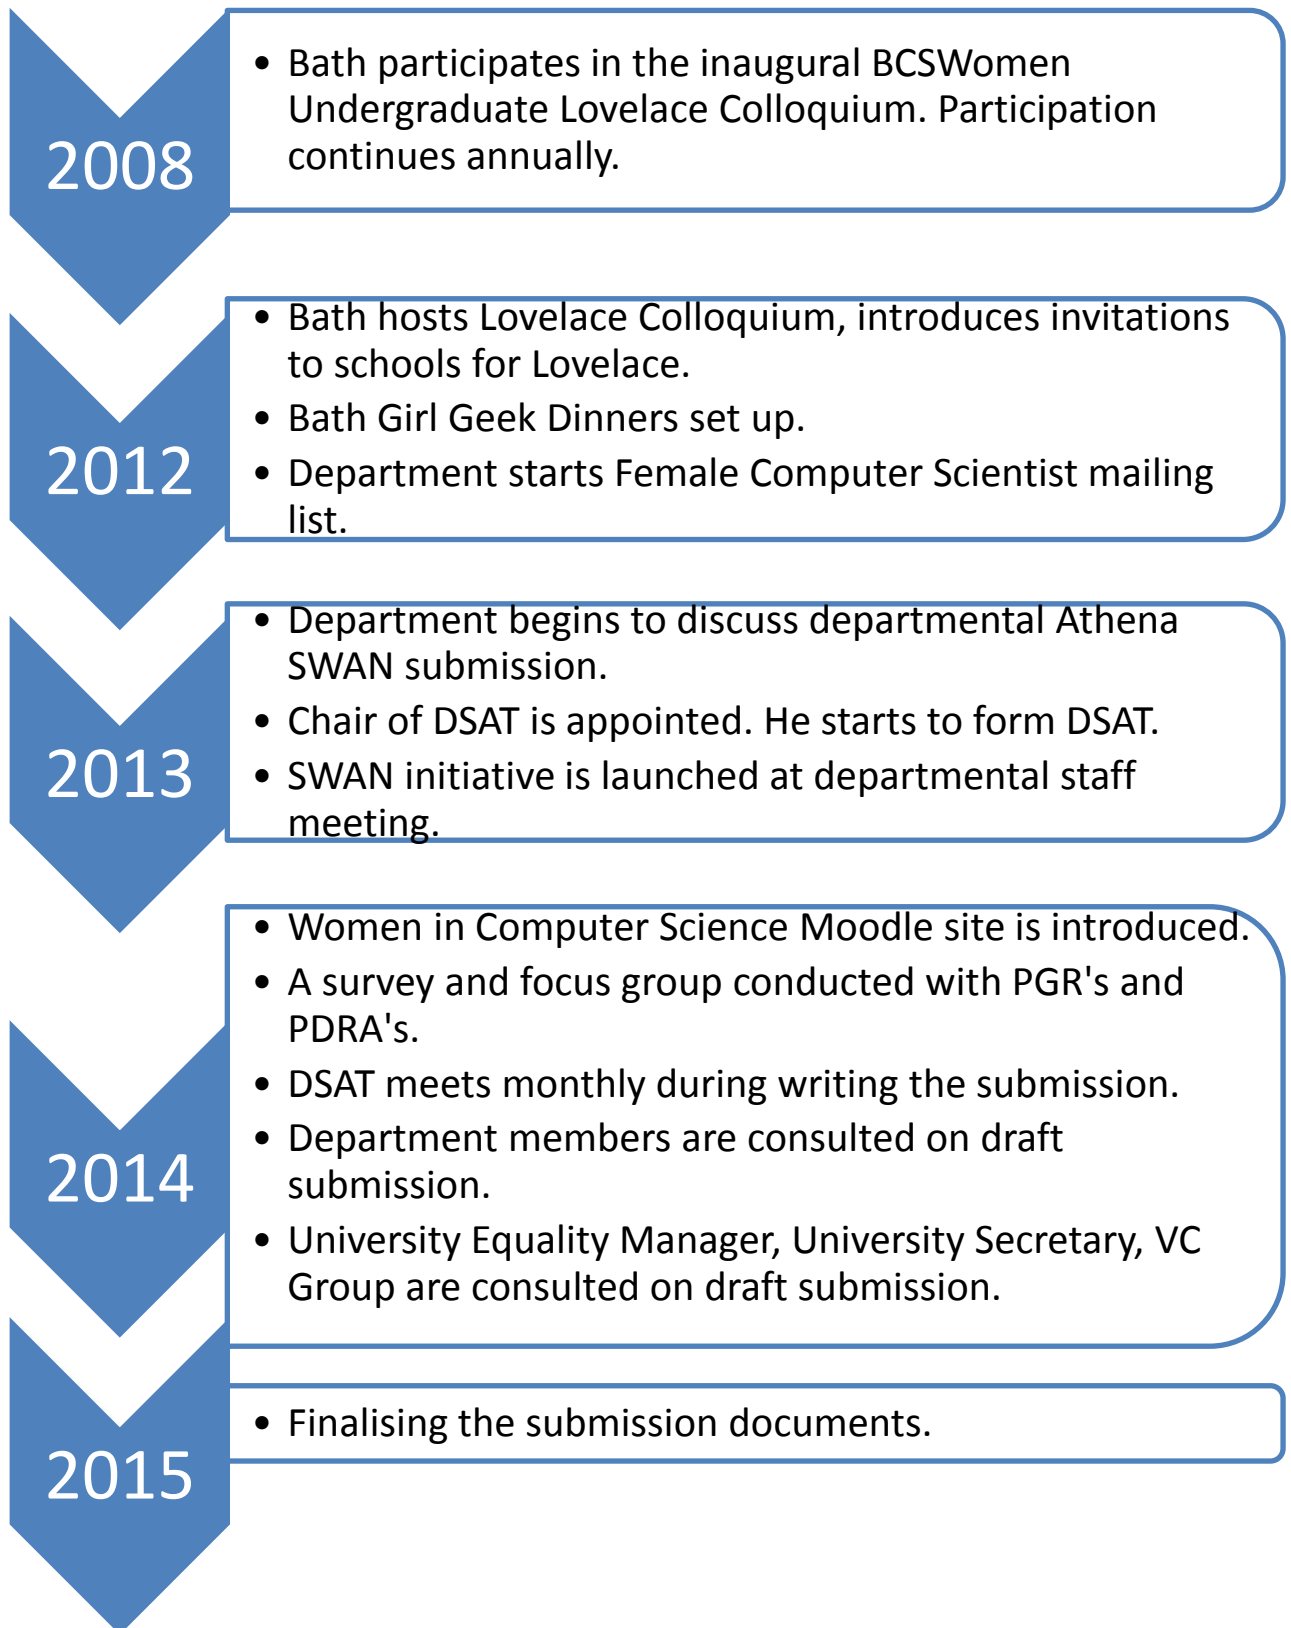 2008
• Bath participates in the inaugural BCSWomen
Undergraduate Lovelace Colloquium. Participation
continues annually.
2012
• Bath hosts Lovelace Colloquium, introduces invitations
to schools for Lovelace.
• Bath Girl Geek Dinners set up.
• Department starts Female Computer Scientist mailing
list.
2013
• Department begins to discuss departmental Athena
SWAN submission.
• Chair of DSAT is appointed. He starts to form DSAT.
• SWAN initiative is launched at departmental staff
meeting.
2014
• Women in Computer Science Moodle site is introduced.
• A survey and focus group conducted with PGR's and
PDRA's.
• DSAT meets monthly during writing the submission.
• Department members are consulted on draft
submission.
• University Equality Manager, University Secretary, VC
Group are consulted on draft submission.
2015
• Finalising the submission documents.